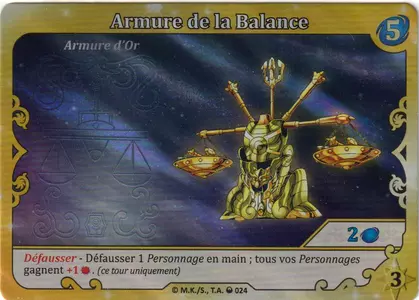 Armure de la Balance
5
Armure d'Or
2
Défausser - Défausser 1 Personnage en main ; tous vos Personnages
gagnent +1 . (ce tour uniquement)
3
© M.K./S., T.A. 024